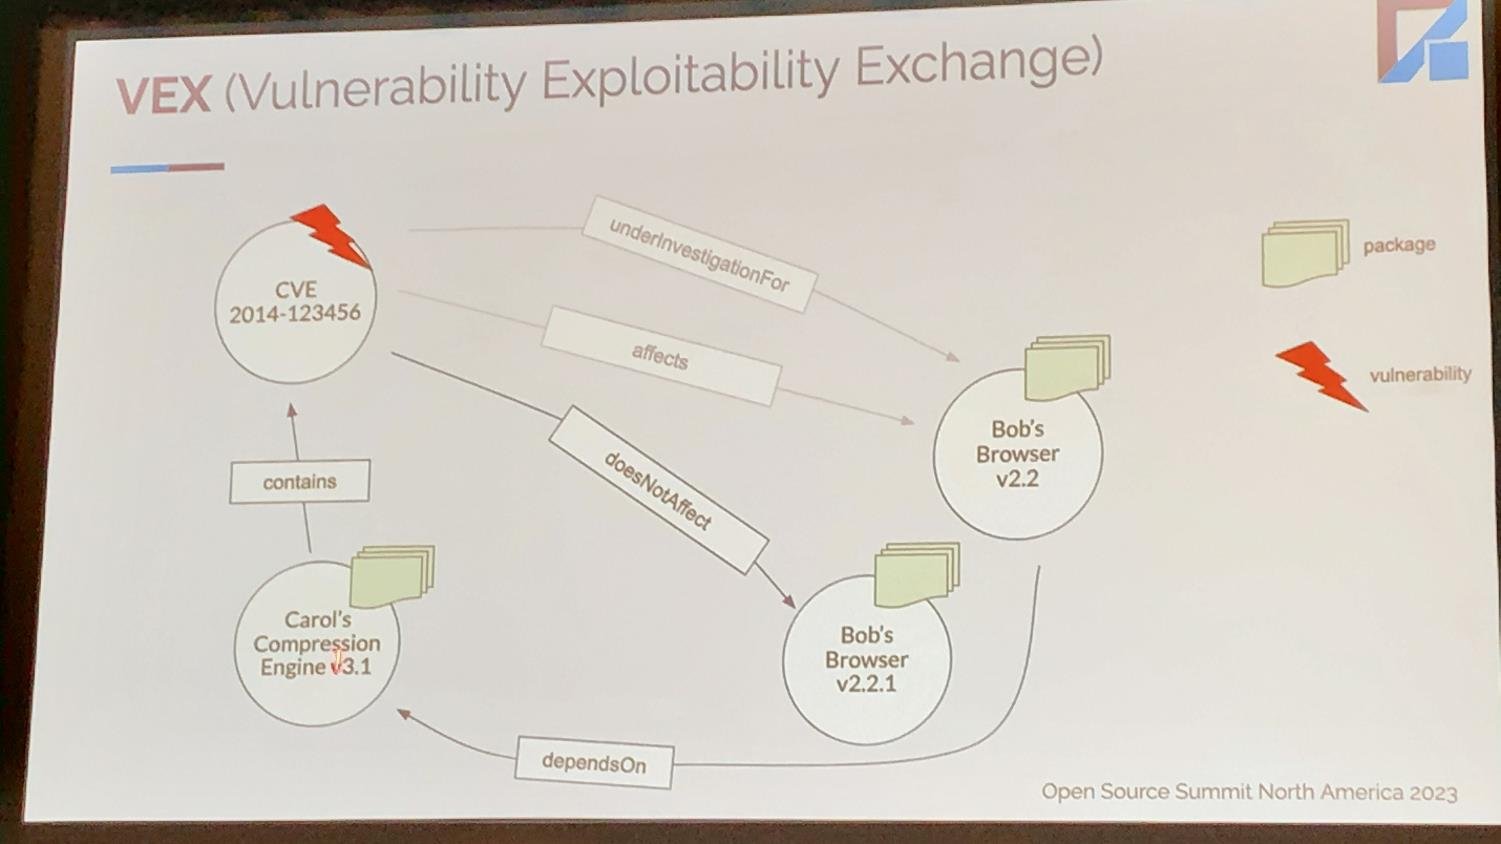 VEX (Vulnerability Exploitability Exchange)
underInvestigationFor
package
CVE
2014-123456
affects
vulnerability
doesNotAffect
Bob's
Browser
v2.2
contains
Carol's
Compression
Engine v3.1
Bob's
Browser
v2.2.1
dependsOn
Open Source Summit North America 2023